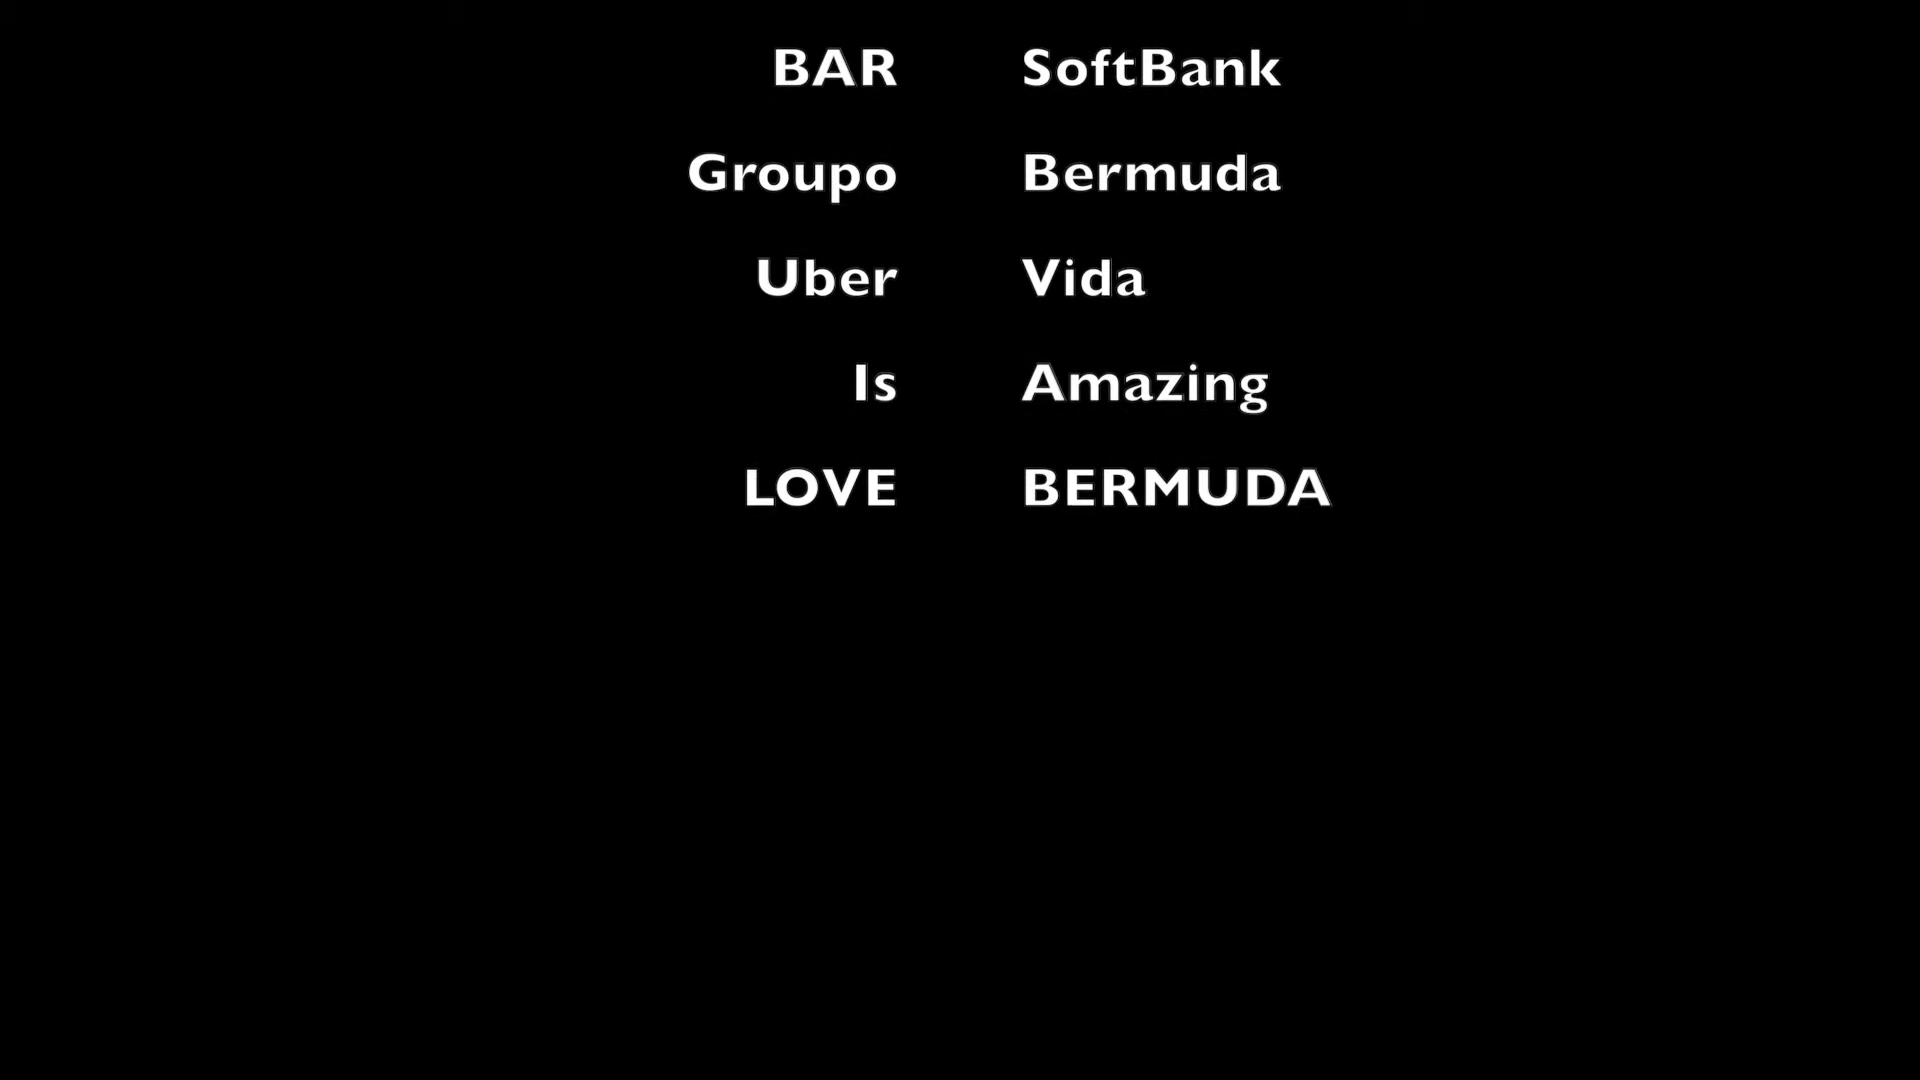 BAR SoftBank
Groupo Bermuda
Uber Vida
Is Amazing
LOVE BERMUDA